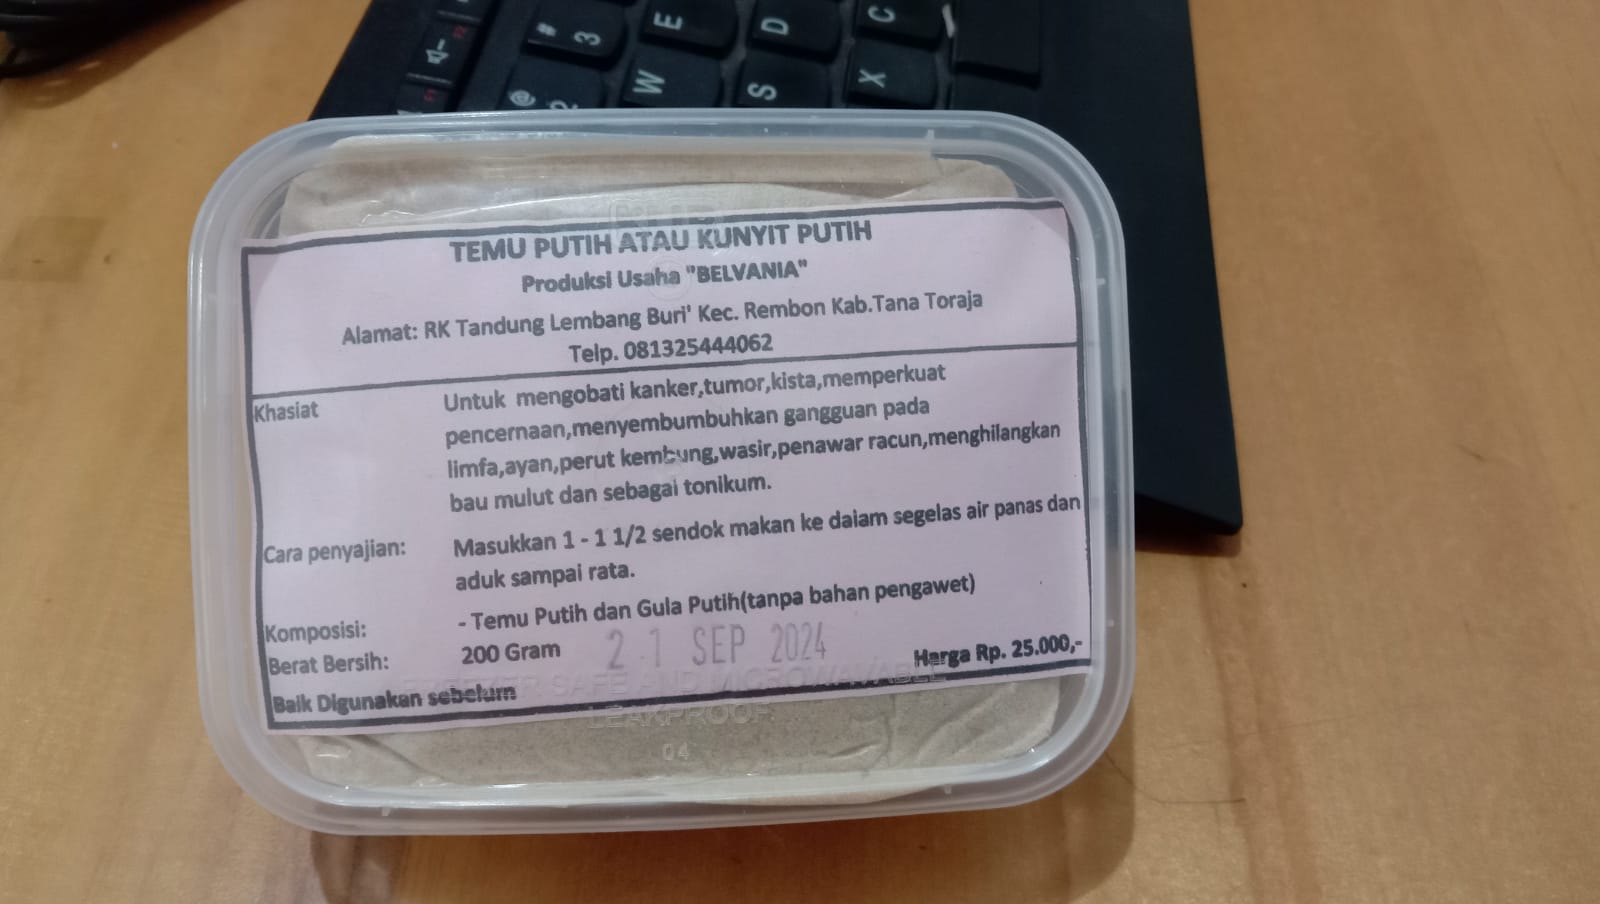 TEMU PUTIH ATAU KUNYIT PUTIH
Produksi Usaha "BELVANIA"
Alamat: RK Tandung Lembang Buri' Kec. Rembon Kab.Tana Toraja
Telp. 081325444062
Khasiat Untuk mengobati kanker,tumor,kista,memperkuat
pencernaan,menyembumbuhkan gangguan pada
limfa,ayan,perut kembung,wasir,penawar racun,menghilangkan
bau mulut dan sebagai tonikum.
Cara penyajian: Masukkan 1 - 1 1/2 sendok makan ke dalam segelas air panas dan
aduk sampai rata.
Komposisi: - Temu Putih dan Gula Putih(tanpa bahan pengawet)
Berat Bersih: 200 Gram 21 SEP 2024 Harga Rp. 25.000,-
Baik Digunakan sebelum
FREEZER SAFE AND MICROWAVABLE
LEAKPROOF
04
# 3 E D C
@ 2 W S X
F2
F1